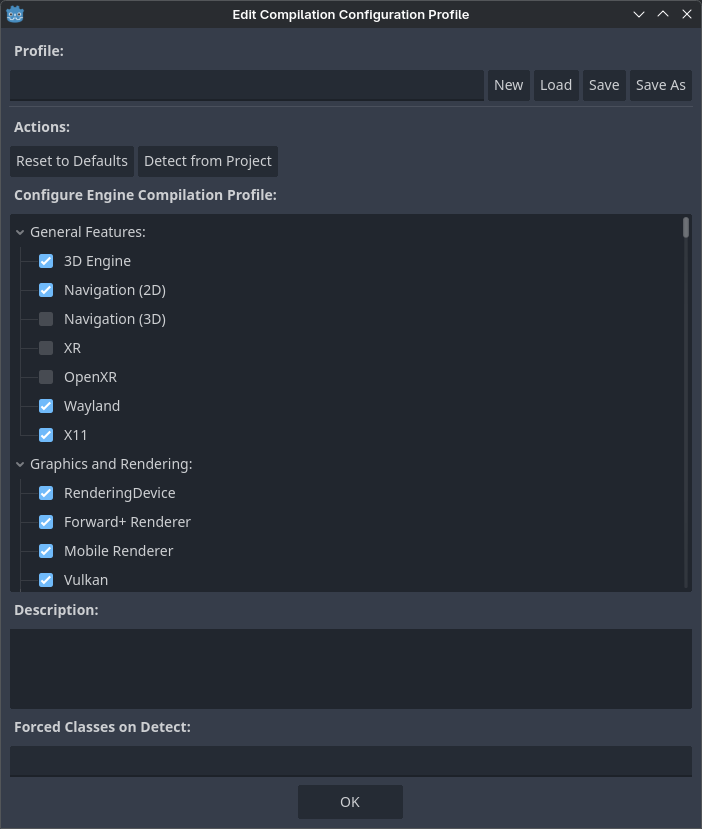 Edit Compilation Configuration Profile
Profile:
New Load Save Save As
Actions:
Reset to Defaults Detect from Project
Configure Engine Compilation Profile:
General Features:
3D Engine
Navigation (2D)
Navigation (3D)
XR
OpenXR
Wayland
X11
Graphics and Rendering:
RenderingDevice
Forward+ Renderer
Mobile Renderer
Vulkan
Description:
Forced Classes on Detect:
OK